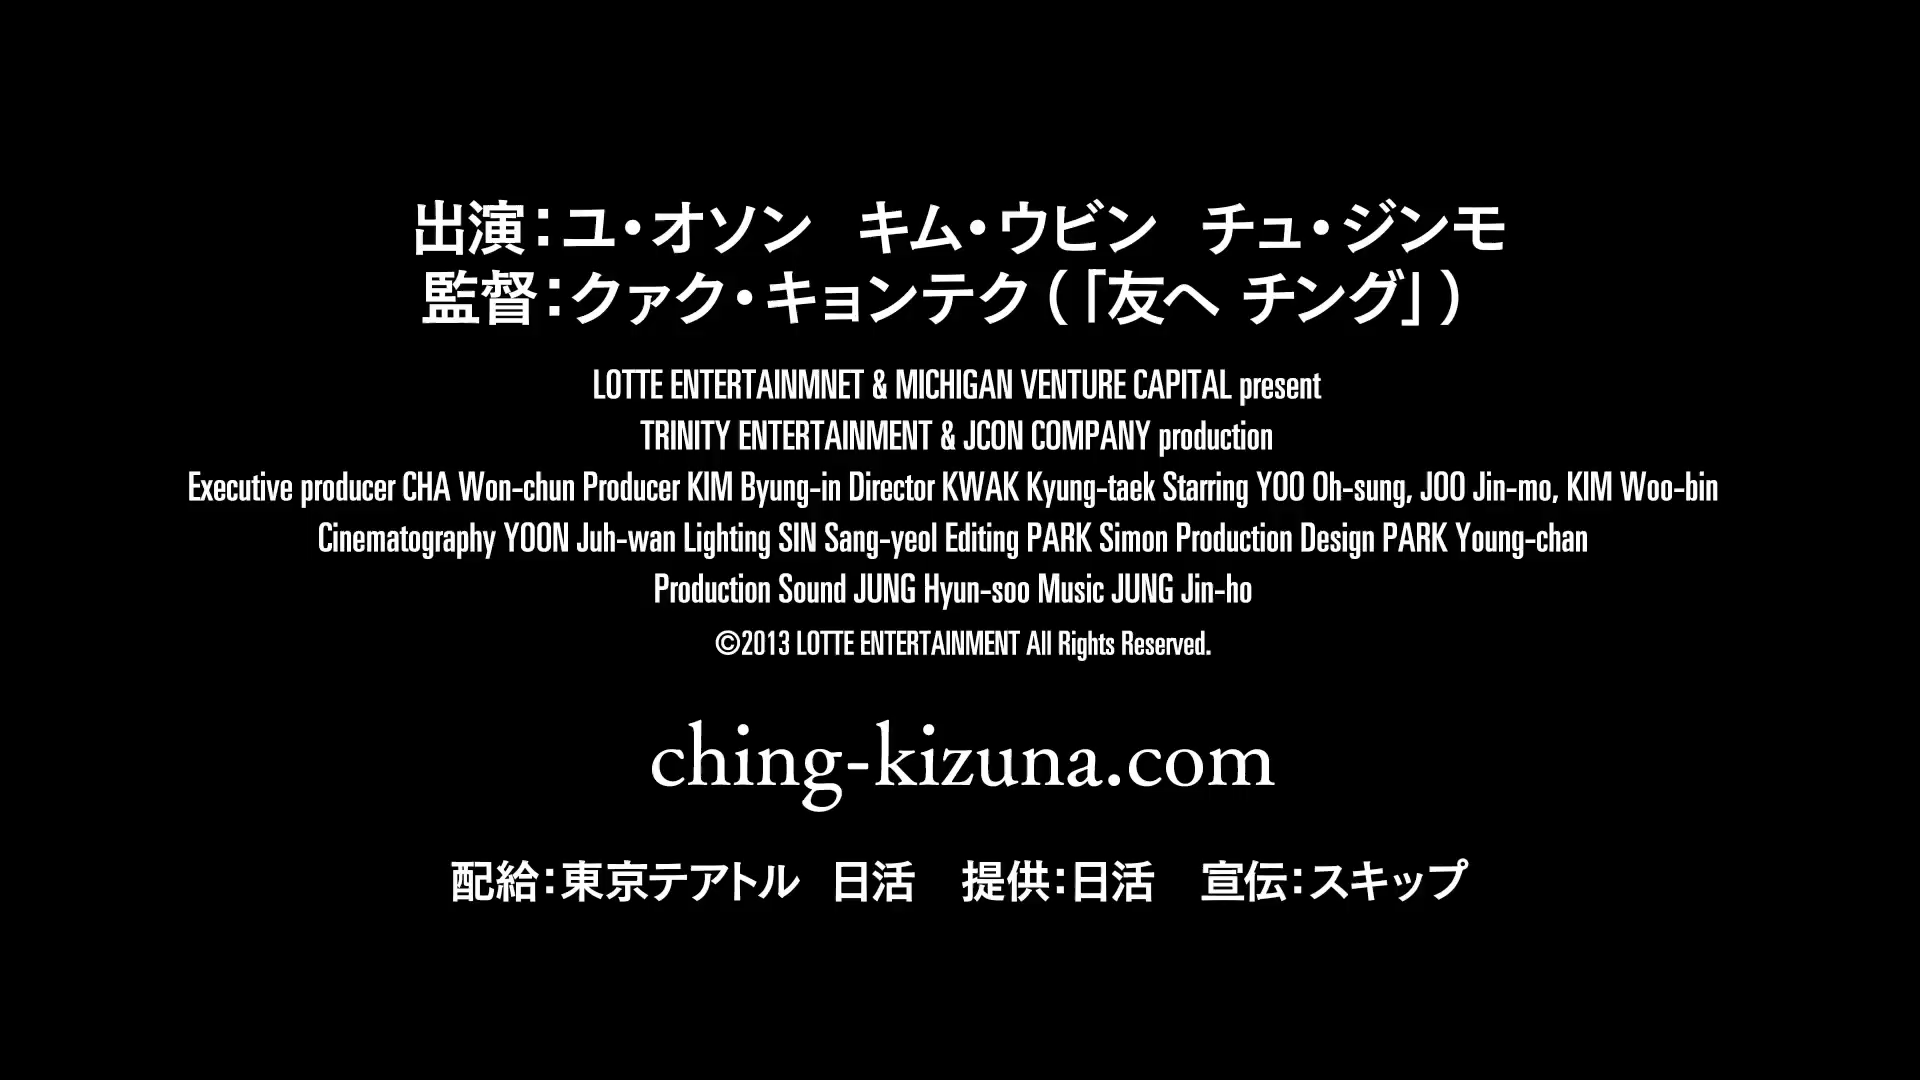 出演：ユ・オソン　キム・ウビン　チュ・ジンモ
監督：クァク・キョンテク（「友へ チング」）
LOTTE ENTERTAINMNET & MICHIGAN VENTURE CAPITAL present
TRINITY ENTERTAINMENT & JCON COMPANY production
Executive producer CHA Won-chun Producer KIM Byung-in Director KWAK Kyung-taek Starring YOO Oh-sung, JOO Jin-mo, KIM Woo-bin
Cinematography YOON Juh-wan Lighting SIN Sang-yeol Editing PARK Simon Production Design PARK Young-chan
Production Sound JUNG Hyun-soo Music JUNG Jin-ho
©2013 LOTTE ENTERTAINMENT All Rights Reserved.
ching-kizuna.com
配給：東京テアトル　日活　提供：日活　宣伝：スキップ